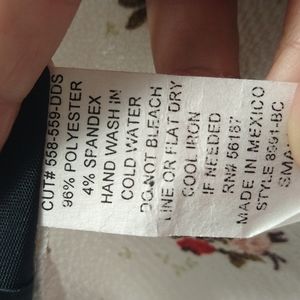 CUT# 558-559-DDS
96% POLYESTER
4% SPANDEX
HAND WASH IN
COLD WATER
DO NOT BLEACH
LINE OR FLAT DRY
COOL IRON
IF NEEDED
RN# 56187
MADE IN MEXICO
STYLE 8991-BC